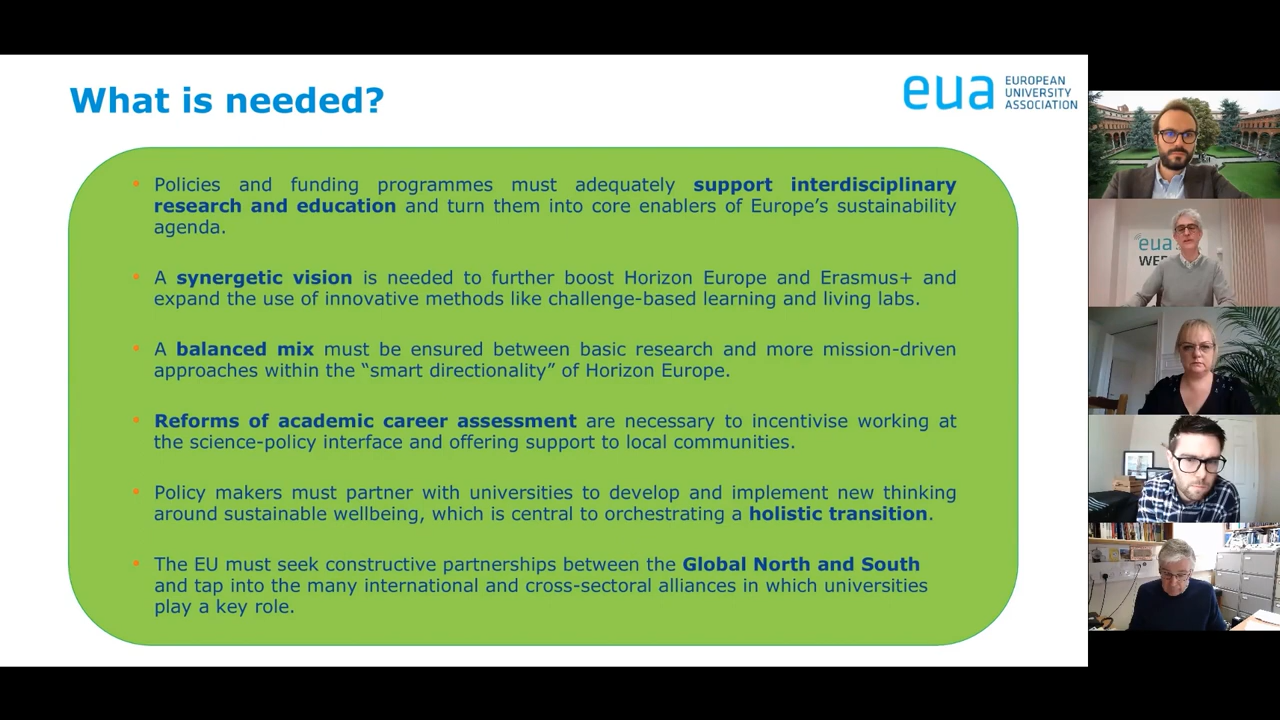 What is needed?
eua EUROPEAN
UNIVERSITY
ASSOCIATION
• Policies and funding programmes must adequately support interdisciplinary
research and education and turn them into core enablers of Europe’s sustainability
agenda.
• A synergetic vision is needed to further boost Horizon Europe and Erasmus+ and
expand the use of innovative methods like challenge-based learning and living labs.
• A balanced mix must be ensured between basic research and more mission-driven
approaches within the “smart directionality” of Horizon Europe.
• Reforms of academic career assessment are necessary to incentivise working at
the science-policy interface and offering support to local communities.
• Policy makers must partner with universities to develop and implement new thinking
around sustainable wellbeing, which is central to orchestrating a holistic transition.
• The EU must seek constructive partnerships between the Global North and South
and tap into the many international and cross-sectoral alliances in which universities
play a key role.
eua